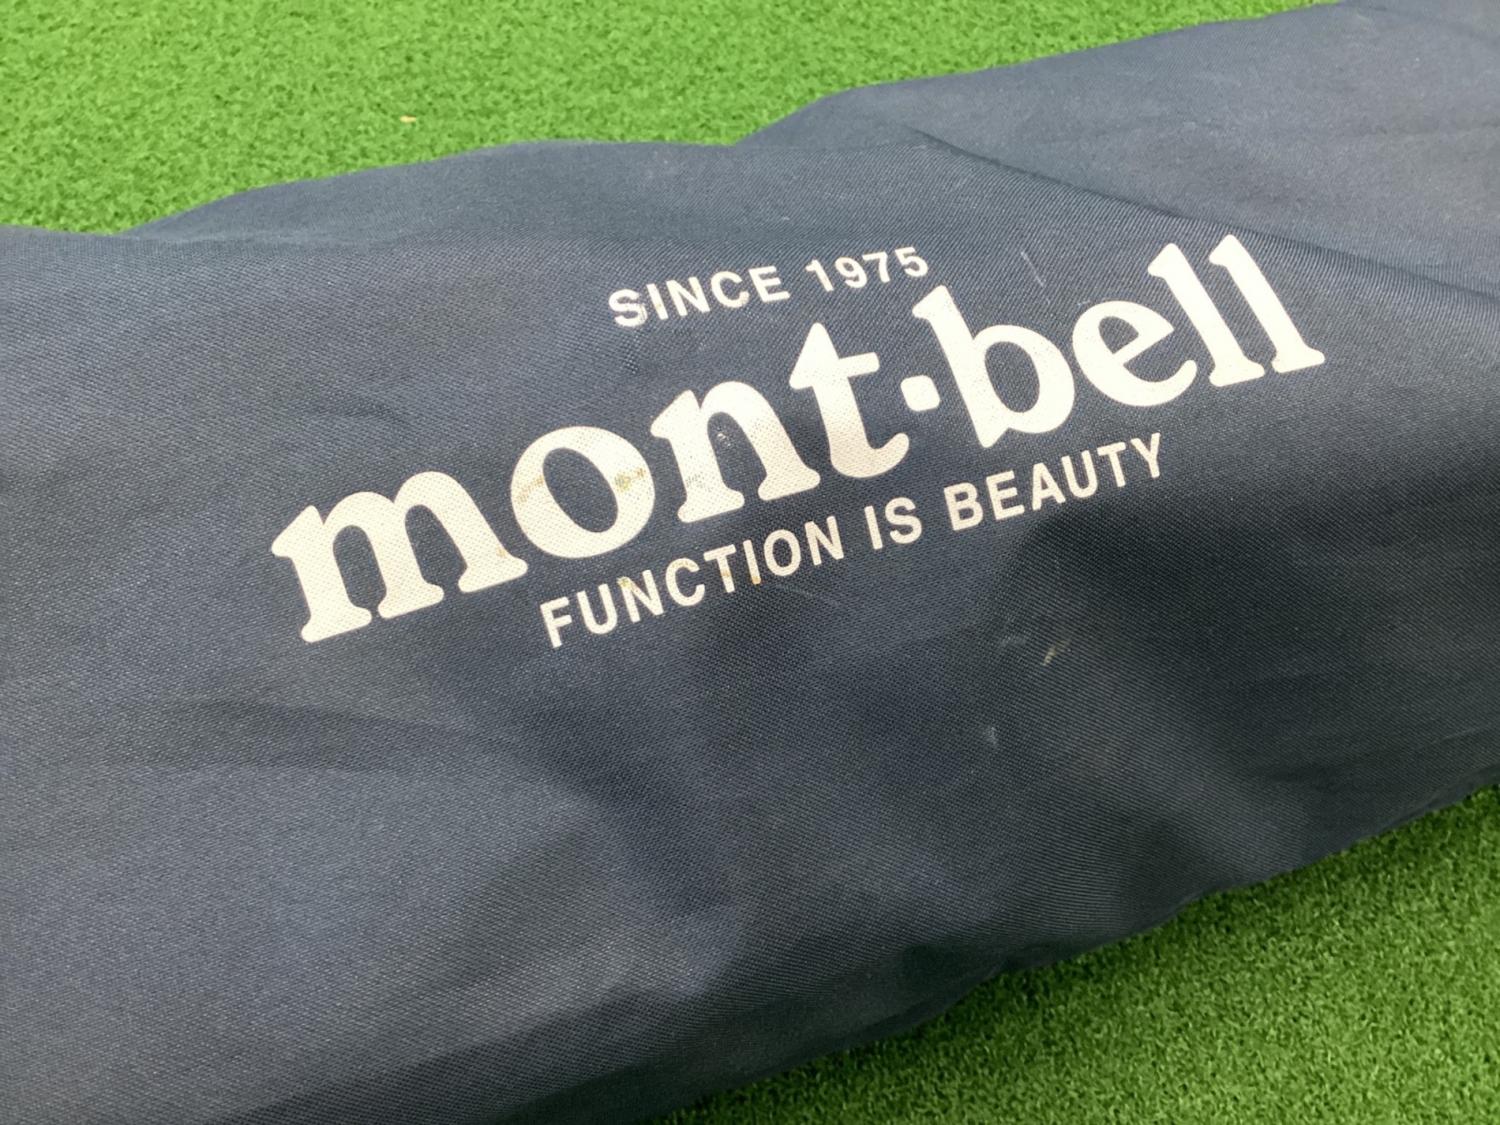 SINCE 1975
mont·bell
FUNCTION IS BEAUTY